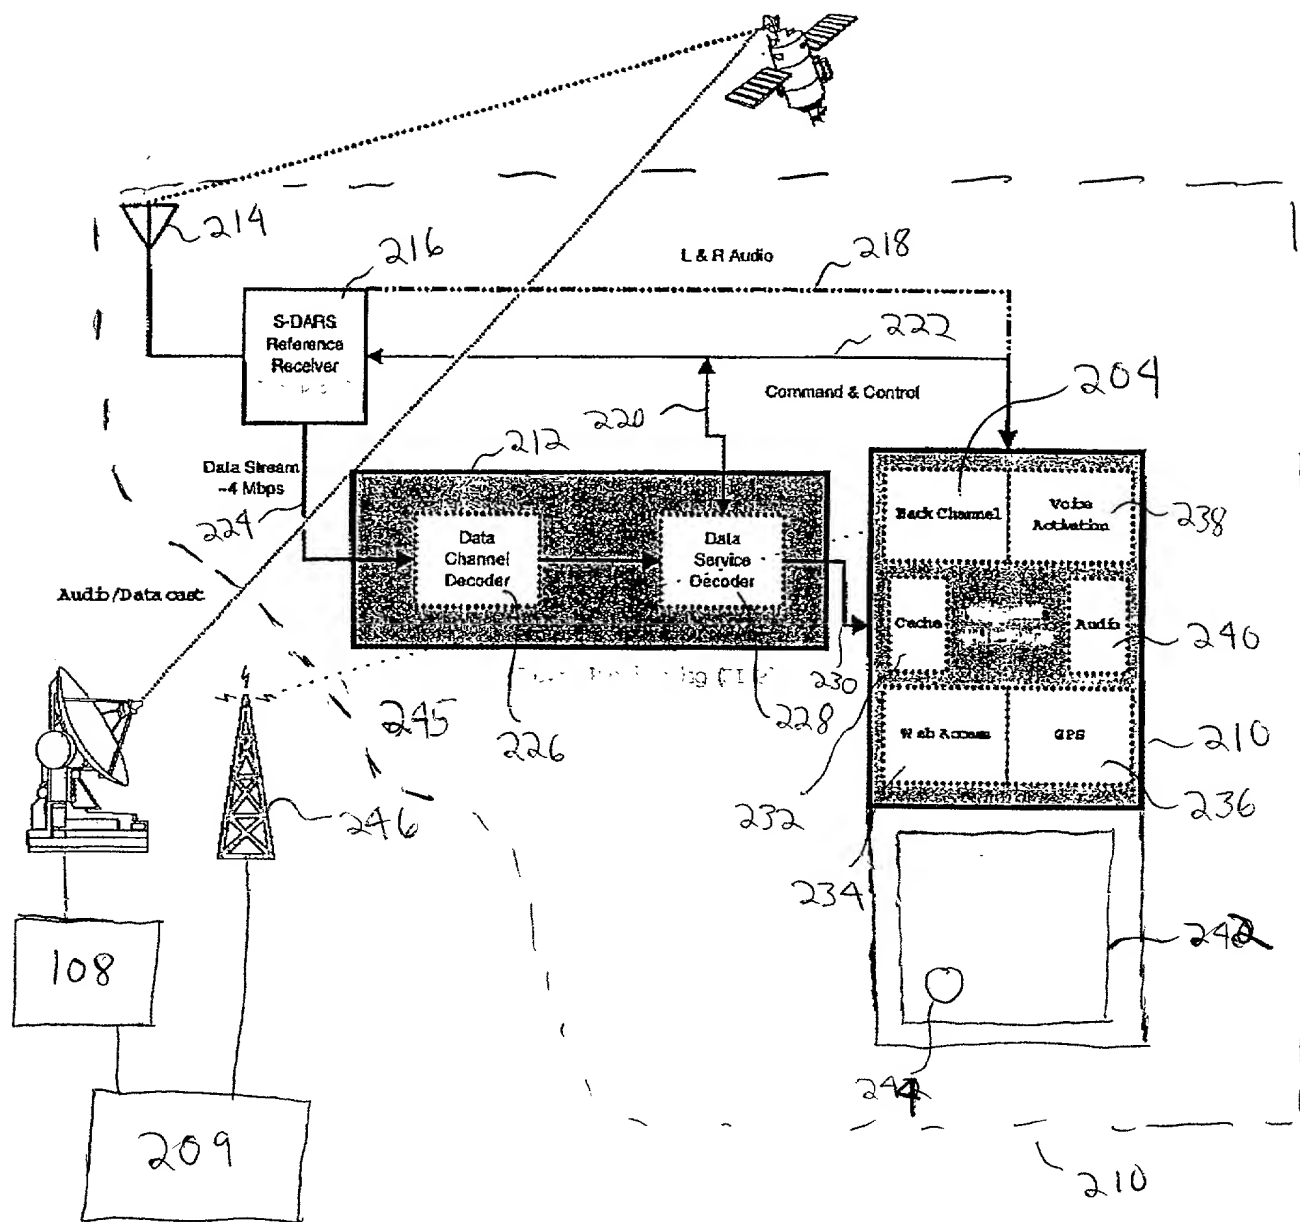 214
216
L & R Audio
218
S-DARS
Reference
Receiver
222
204
Command & Control
220
212
Data Stream
~4 Mbps
224
Back Channel
Voice
Activation
238
Data
Channel
Decoder
Data
Service
Decoder
Audio/Datacast
Cache
Audio
240
230
245
226
228
Web Access
GPS
210
246
232
236
234
242
108
244
209
210